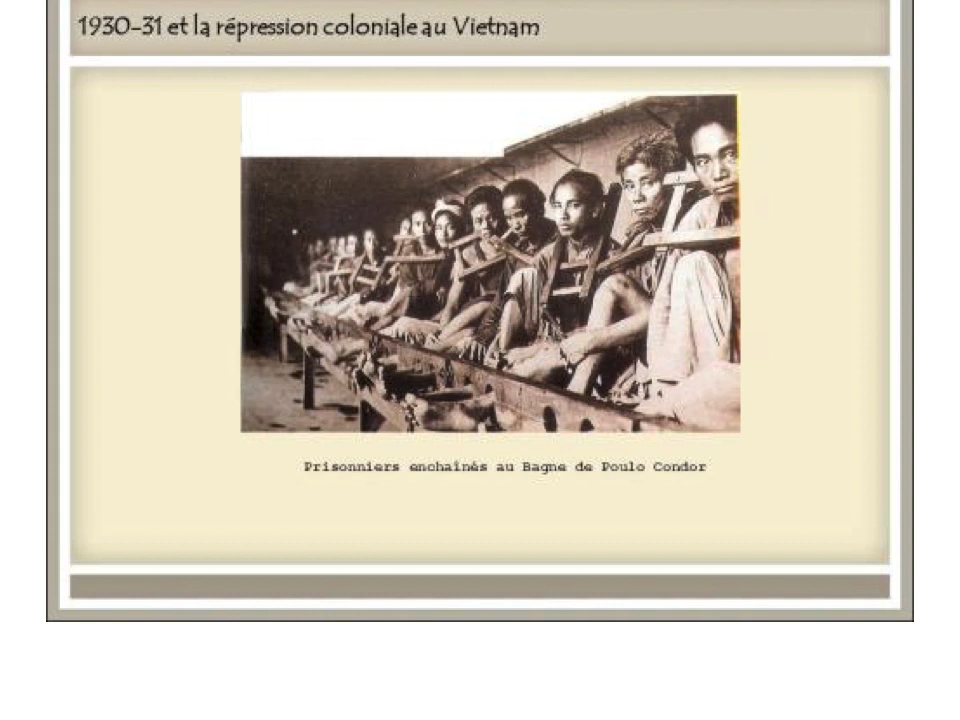 1930-31 et la répression coloniale au Vietnam
Prisonniers enchaînés au Bagne de Poulo Condor